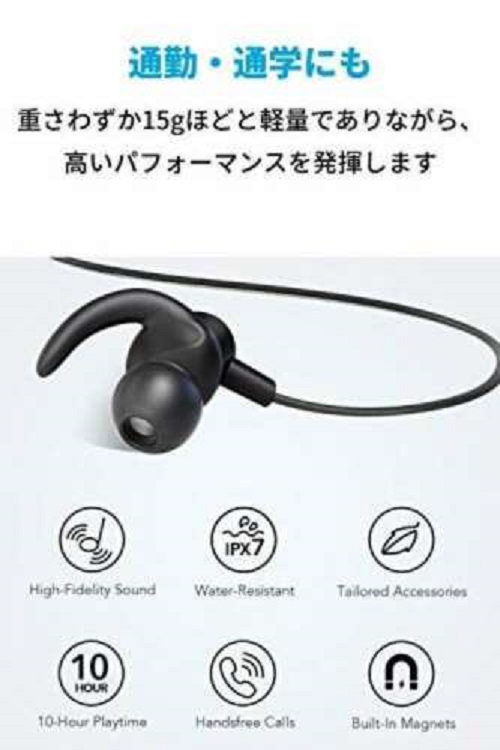 通勤・通学にも
重さわずか15gほどと軽量でありながら、
高いパフォーマンスを発揮します
IPX7
High-Fidelity Sound
Water-Resistant
Tailored Accessories
10
HOUR
10-Hour Playtime
Handsfree Calls
Built-In Magnets